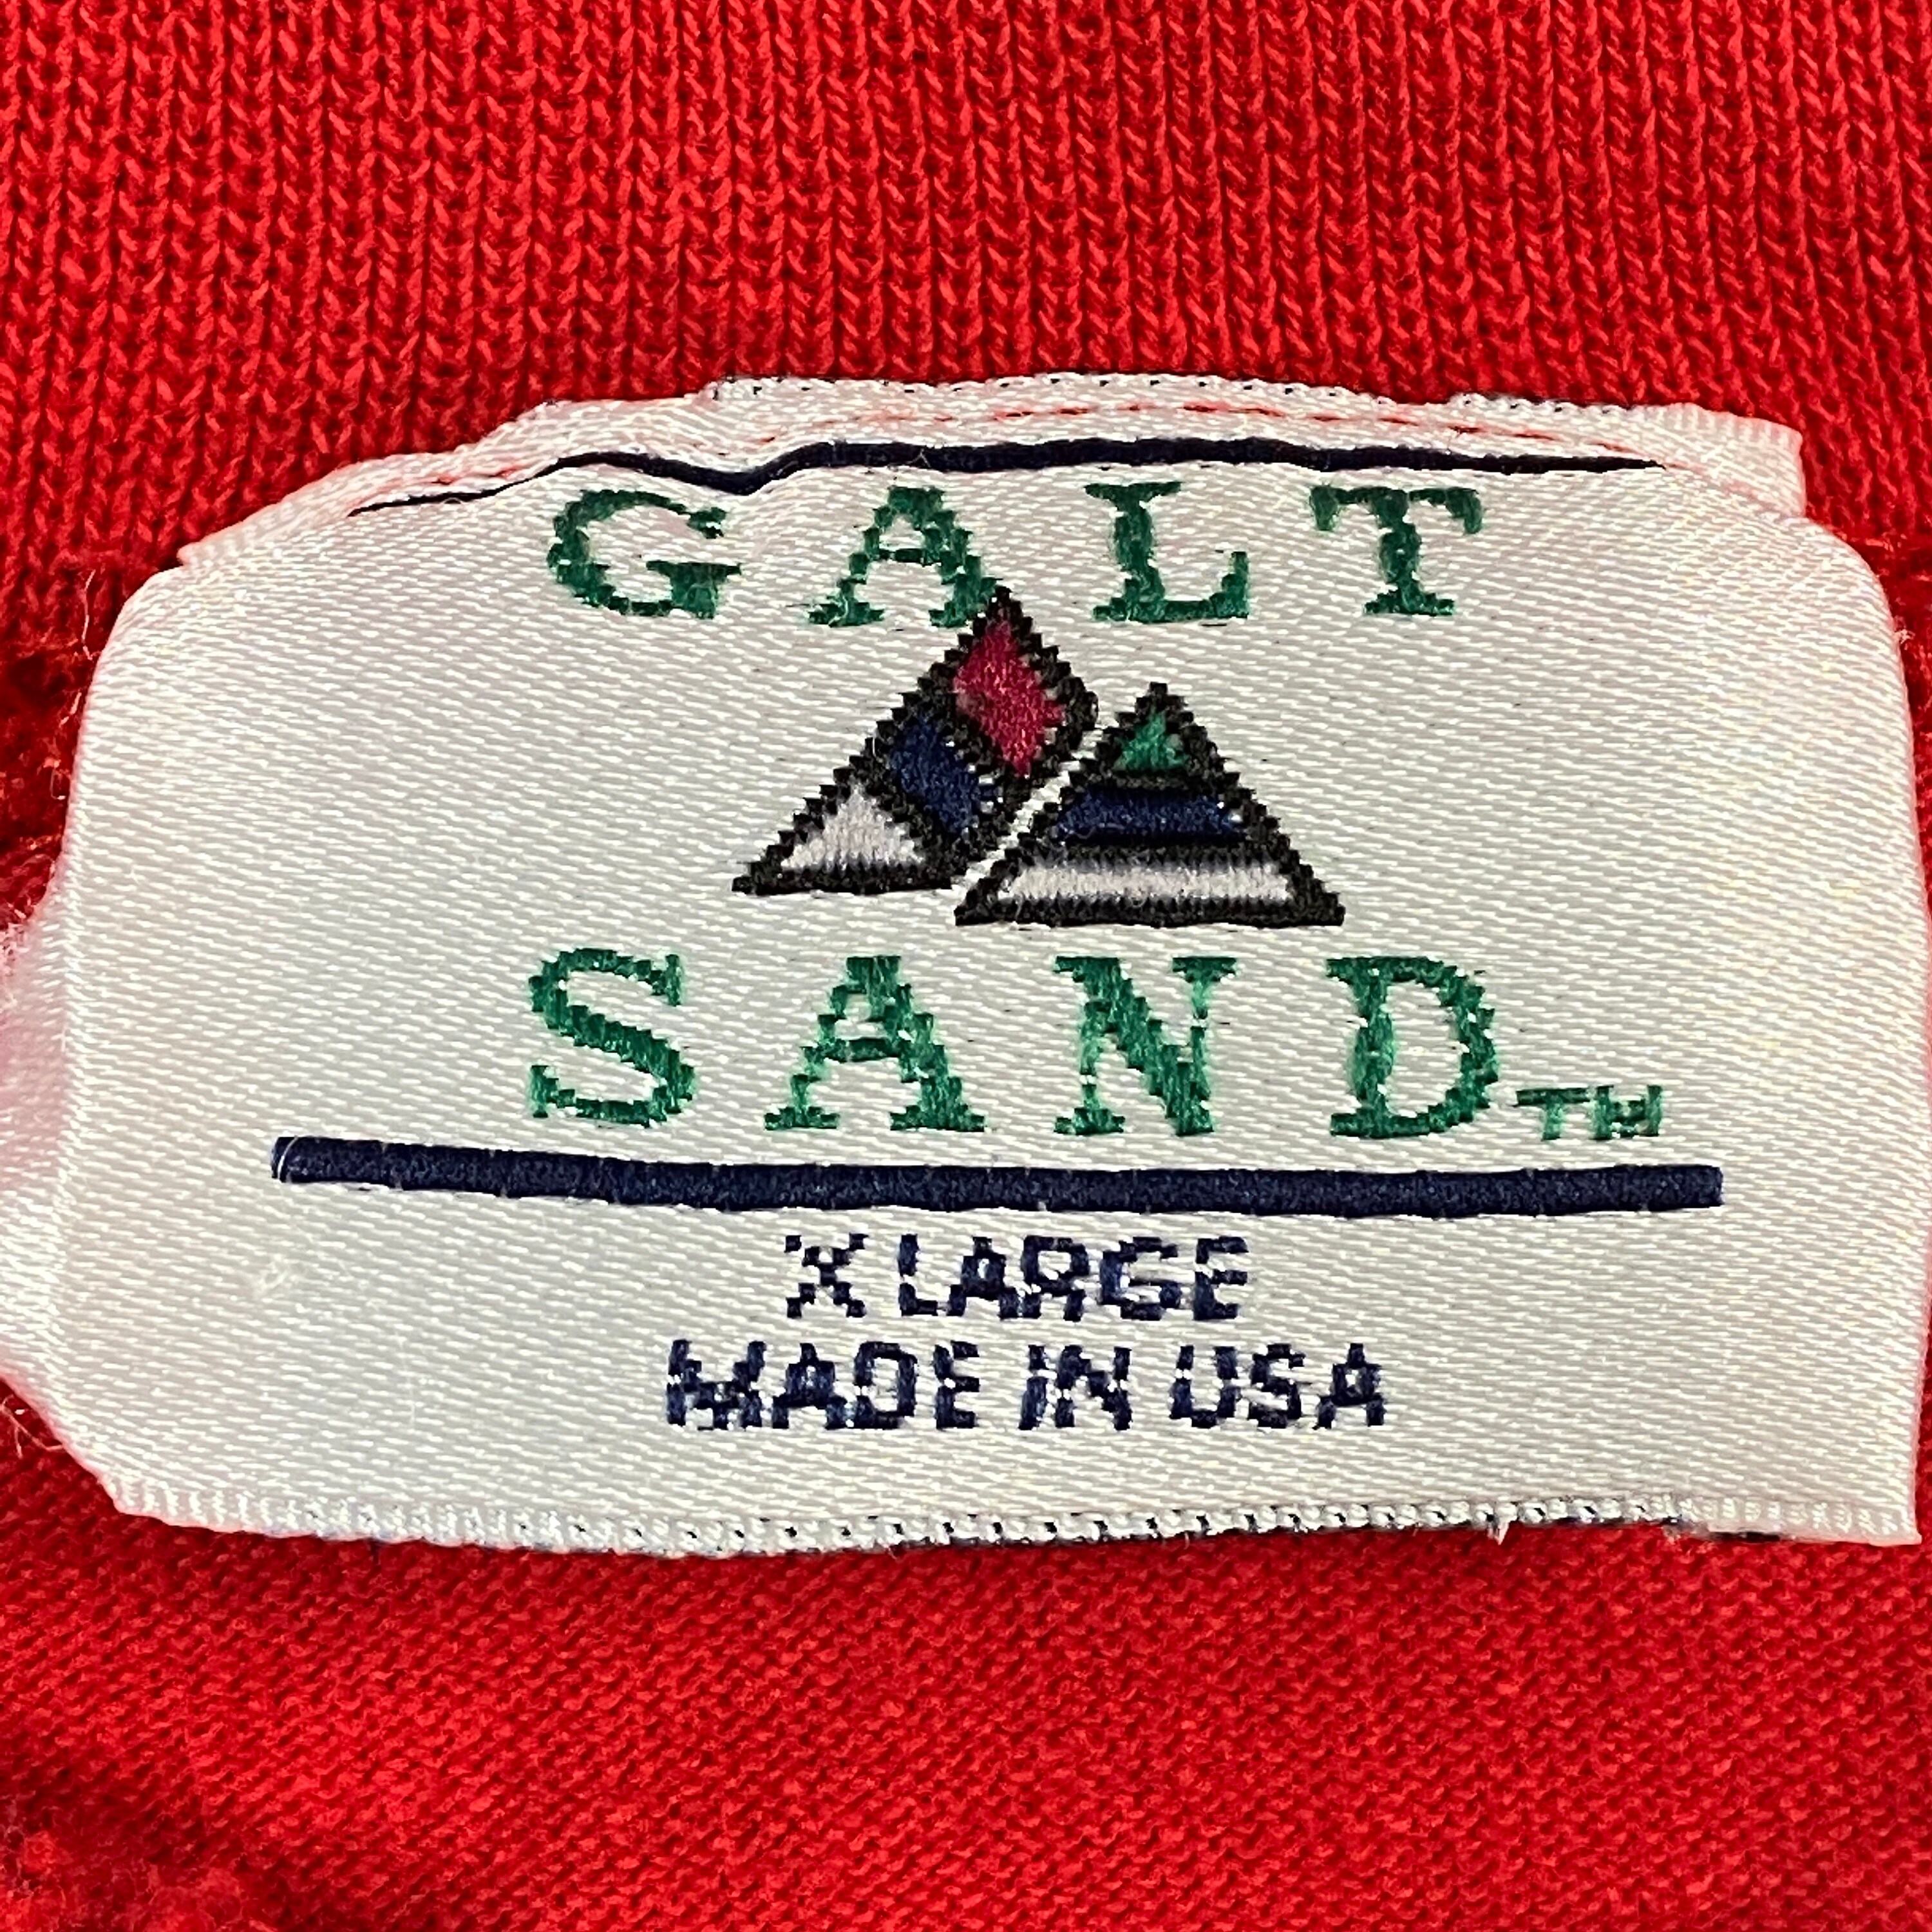 GALT
SAND™
X LARGE
MADE IN USA